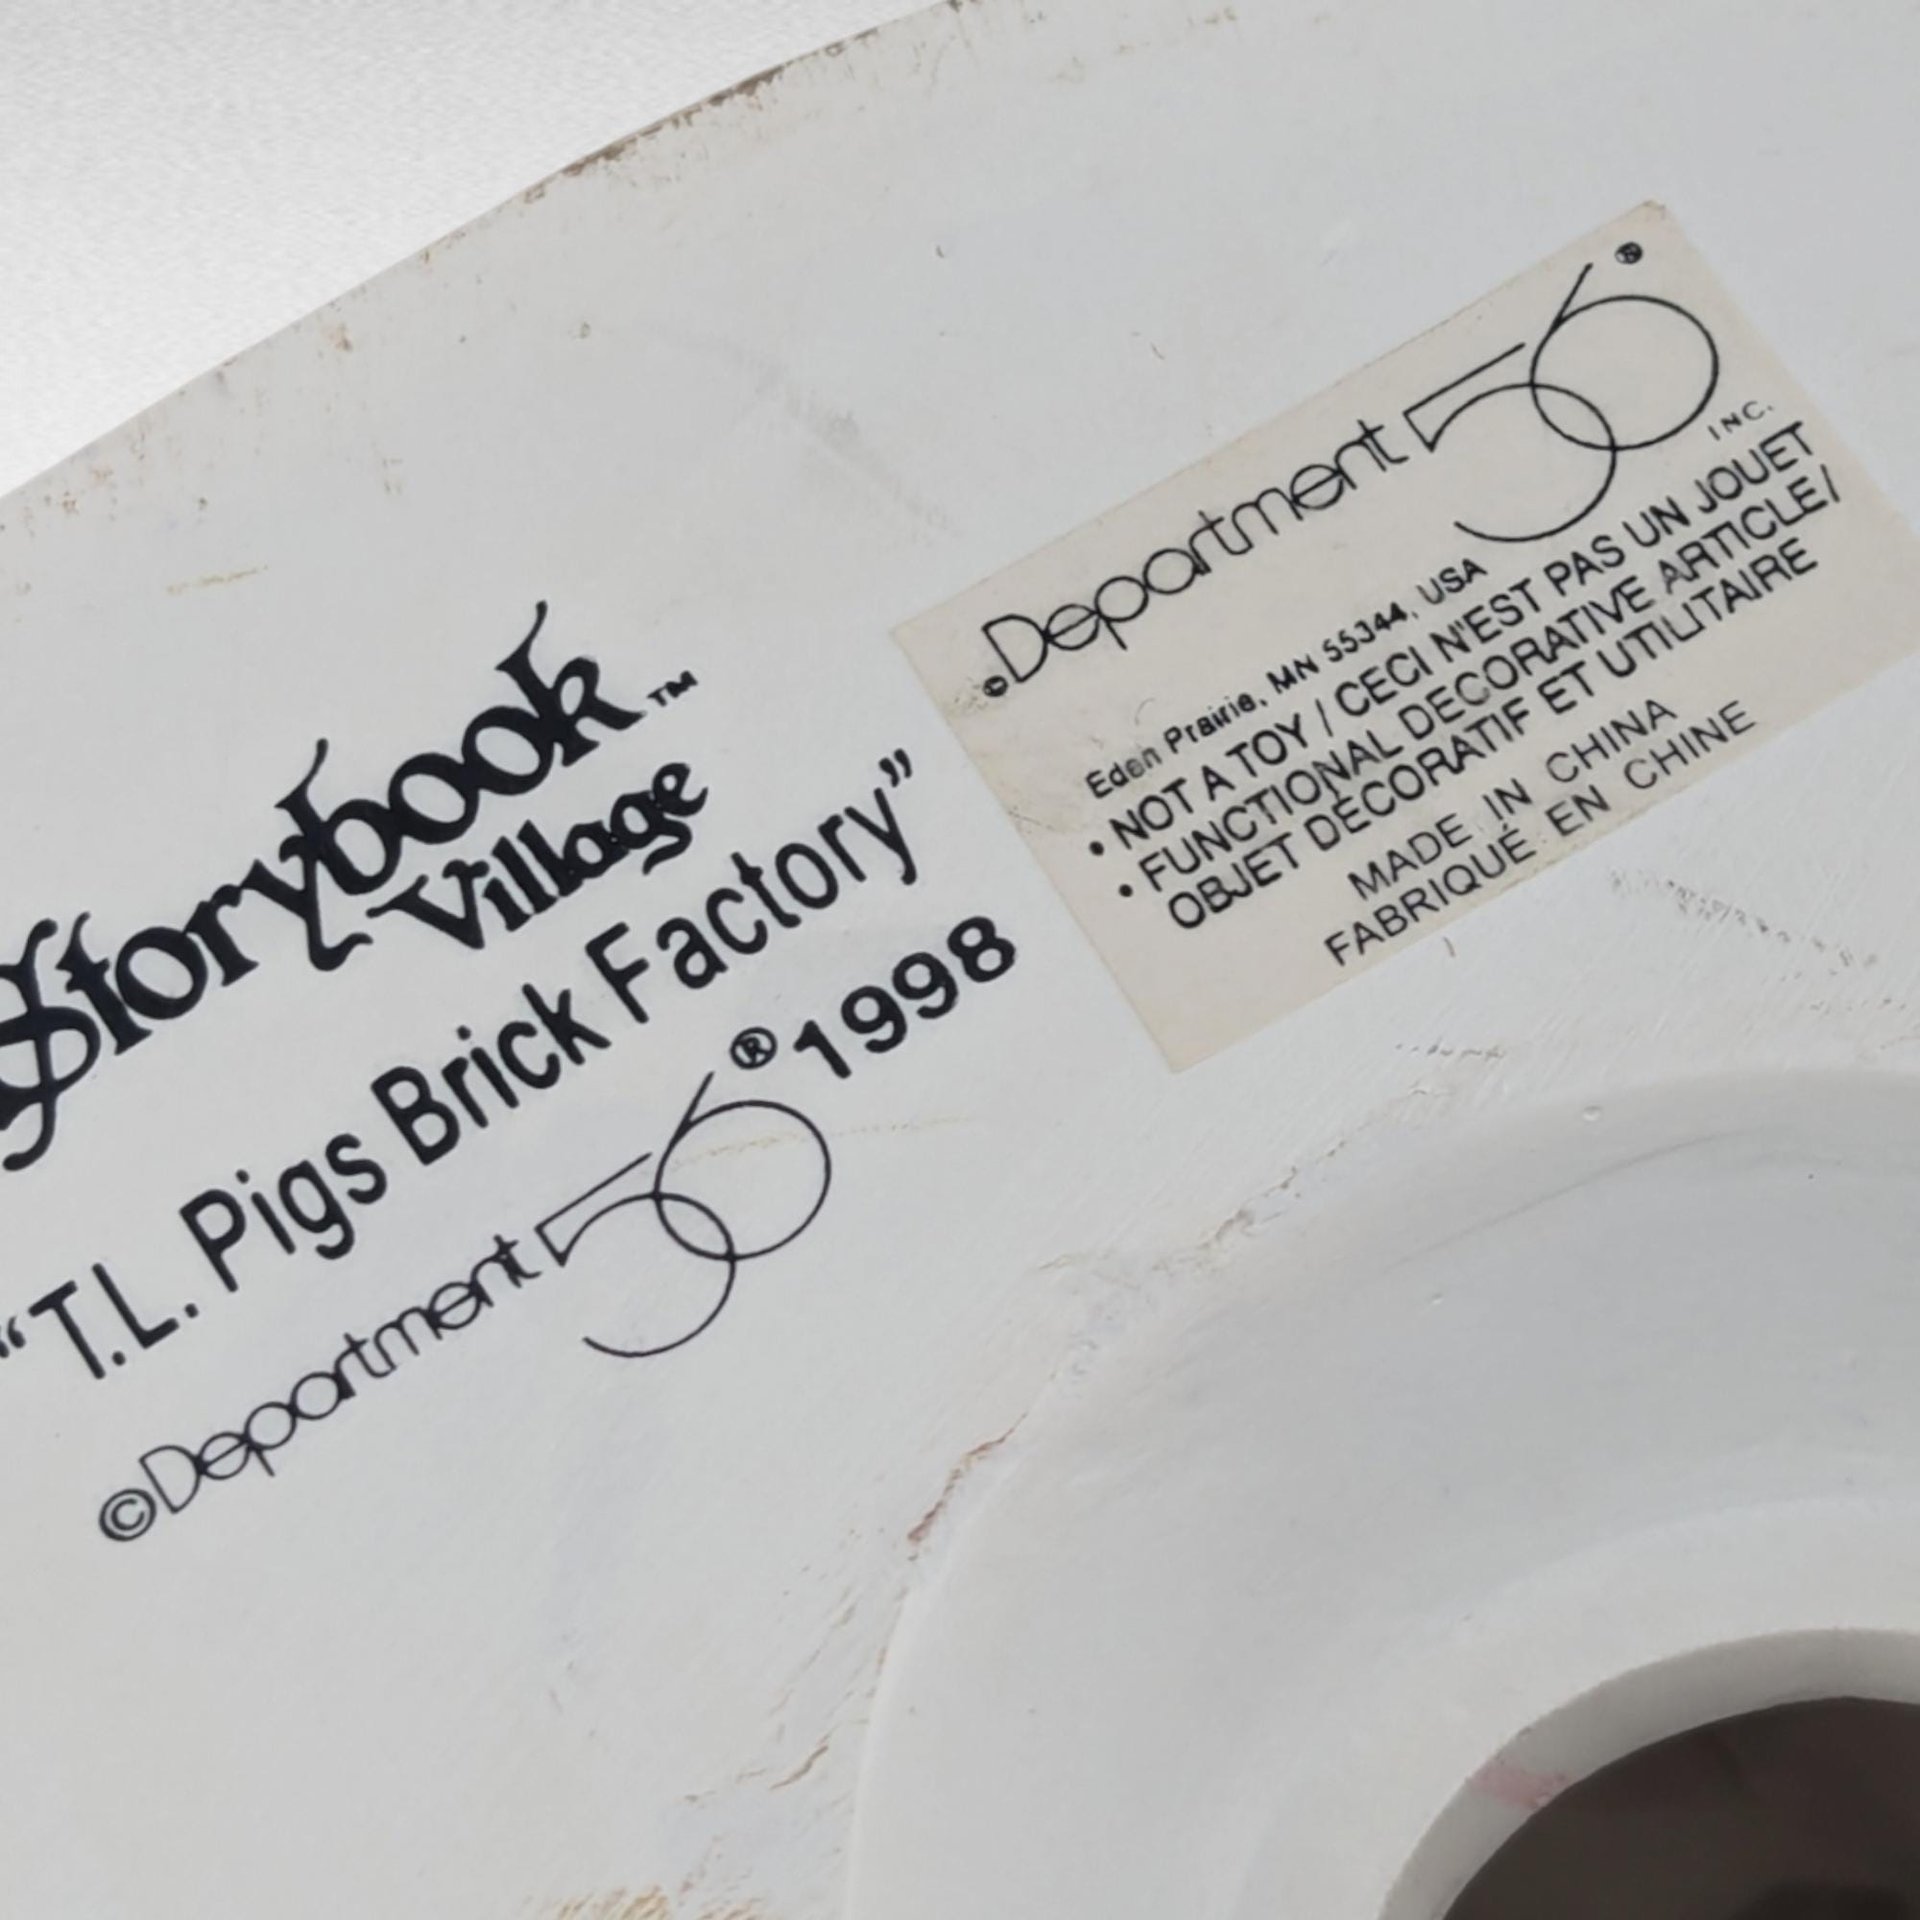 Storybook™
Village
“T.L. Pigs Brick Factory”
©Department 56® 1998
©Department 56®
INC.
Eden Prairie, MN 55344, USA
• NOT A TOY / CECI N'EST PAS UN JOUET
• FUNCTIONAL DECORATIVE ARTICLE/
OBJET DÉCORATIF ET UTILITAIRE
MADE IN CHINA
FABRIQUÉ EN CHINE